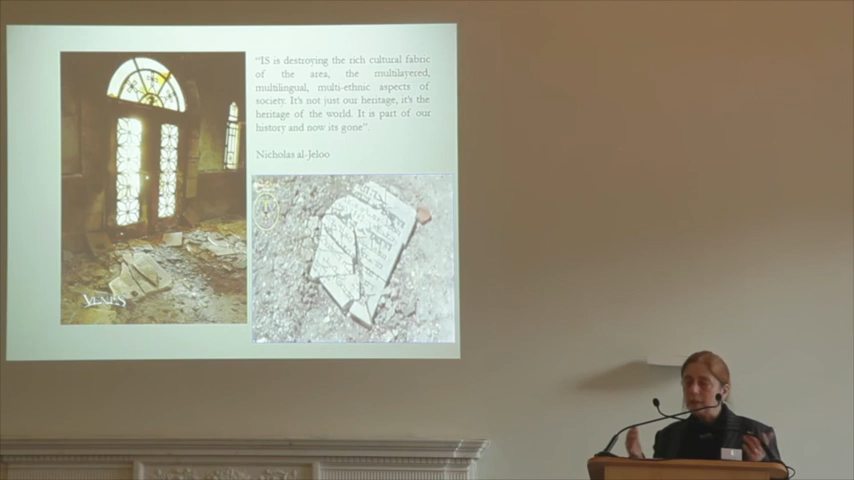 “IS is destroying the rich cultural fabric
of the area, the multilayered,
multilingual, multi-ethnic aspects of
society. It's not just our heritage, it's the
heritage of the world. It is part of our
history and now its gone”.
Nicholas al-Jeloo